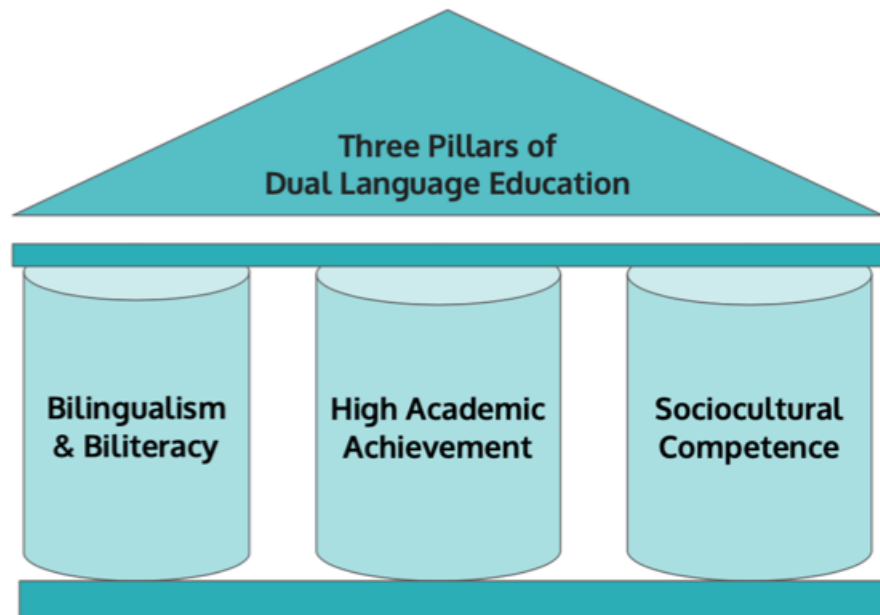 Three Pillars of
Dual Language Education
Bilingualism
& Biliteracy
High Academic
Achievement
Sociocultural
Competence